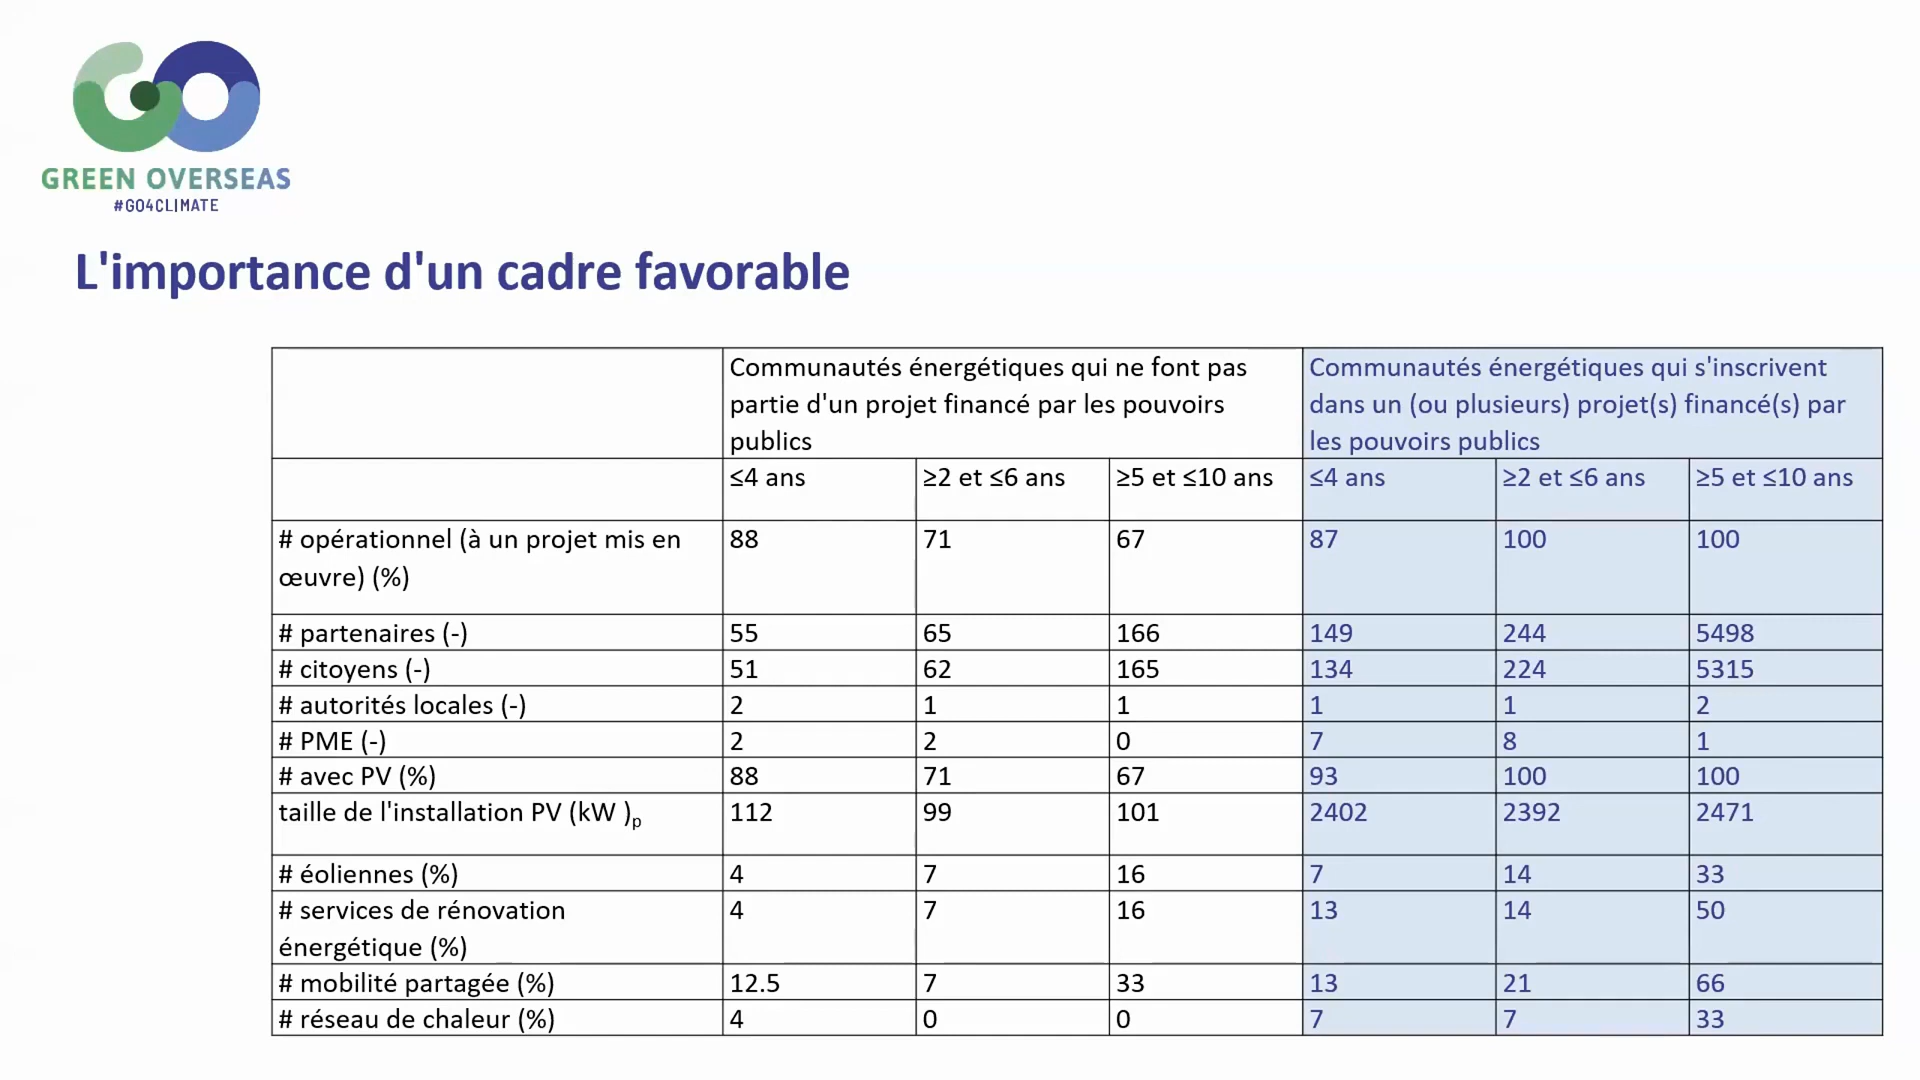 GREEN OVERSEAS
#GO4CLIMATE
L'importance d'un cadre favorable
Communautés énergétiques qui ne font pas
partie d'un projet financé par les pouvoirs
publics
Communautés énergétiques qui s'inscrivent
dans un (ou plusieurs) projet(s) financé(s) par
les pouvoirs publics
≤4 ans ≥2 et ≤6 ans ≥5 et ≤10 ans ≤4 ans ≥2 et ≤6 ans ≥5 et ≤10 ans
# opérationnel (à un projet mis en
œuvre) (%)
88 71 67 87 100 100
# partenaires (-) 55 65 166 149 244 5498
# citoyens (-) 51 62 165 134 224 5315
# autorités locales (-) 2 1 1 1 1 2
# PME (-) 2 2 0 7 8 1
# avec PV (%) 88 71 67 93 100 100
taille de l'installation PV (kW )p 112 99 101 2402 2392 2471
# éoliennes (%) 4 7 16 7 14 33
# services de rénovation
énergétique (%)
4 7 16 13 14 50
# mobilité partagée (%) 12.5 7 33 13 21 66
# réseau de chaleur (%) 4 0 0 7 7 33